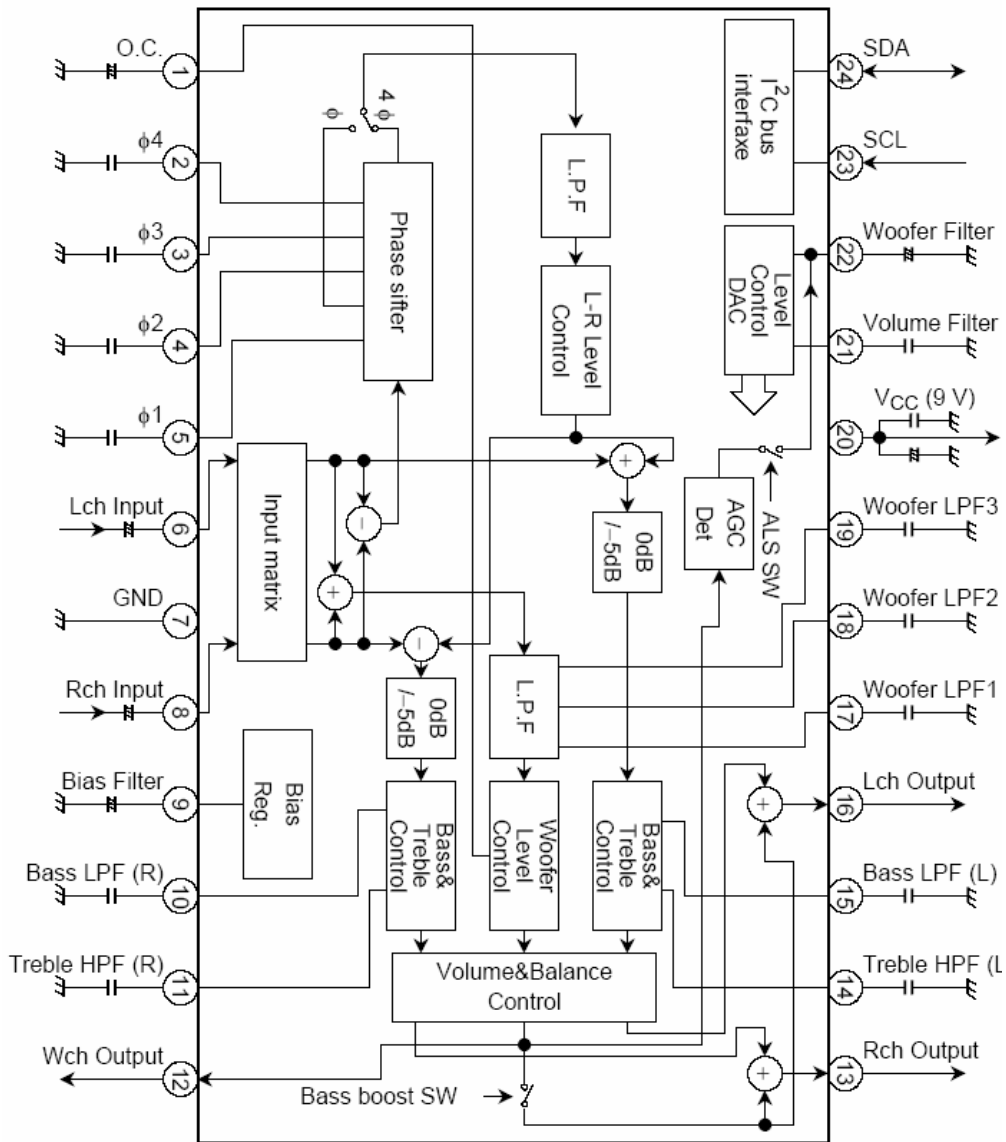 O.C.
1
φ4
2
φ3
3
φ2
4
φ1
5
Lch Input
6
GND
7
Rch Input
8
Bias Filter
9
Bass LPF (R)
10
Treble HPF (R)
11
Wch Output
12
φ
4 φ
Phase sifter
L.P.F
L-R Level
Control
I²C bus
interfaxe
Level
Control
DAC
Input matrix
−
+
+
−
0dB
/−5dB
0dB
/−5dB
AGC
Det
ALS SW
L.P.F
Bias
Reg.
Bass&
Treble
Control
Woofer
Level
Control
Bass&
Treble
Control
Volume&Balance
Control
Bass boost SW
+
+
24
SDA
23
SCL
22
Woofer Filter
21
Volume Filter
20
VCC (9 V)
19
Woofer LPF3
18
Woofer LPF2
17
Woofer LPF1
16
Lch Output
15
Bass LPF (L)
14
Treble HPF (L
13
Rch Output